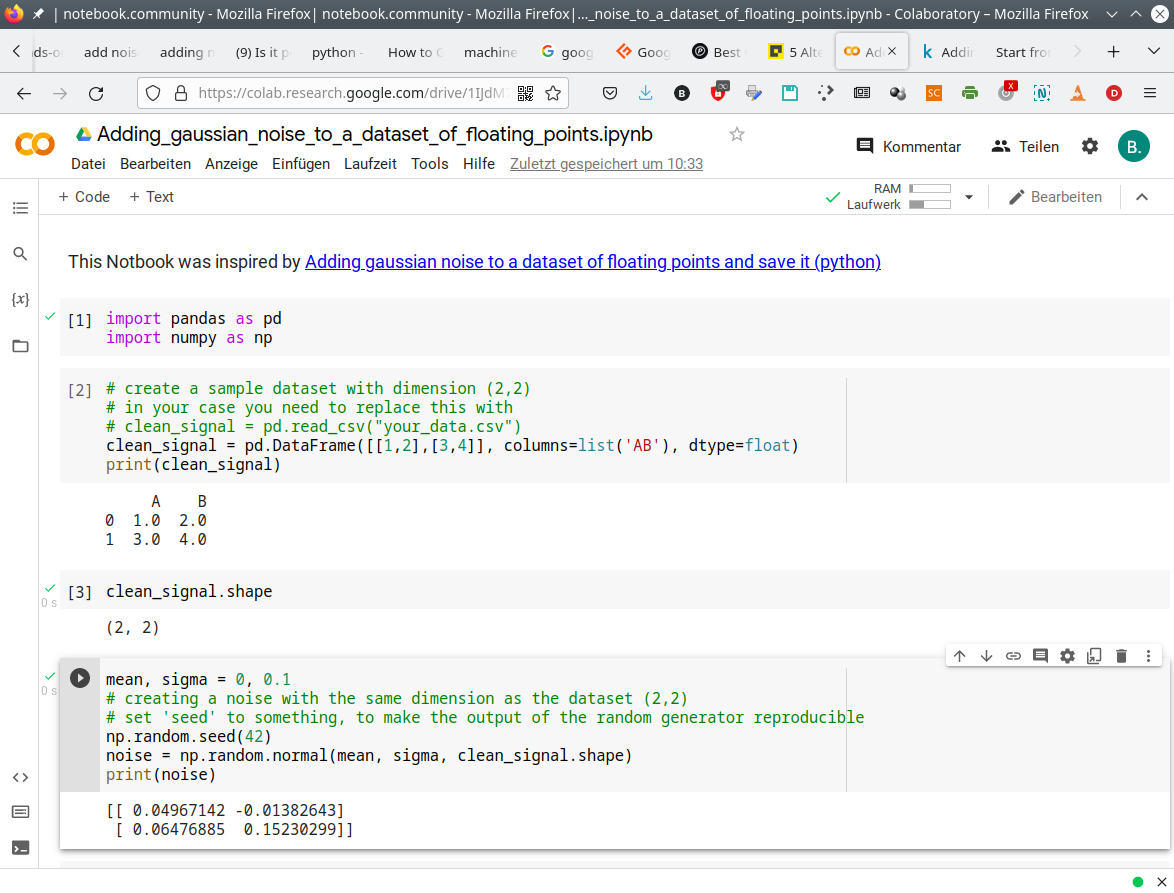 | notebook.community - Mozilla Firefox| notebook.community - Mozilla Firefox|..._noise_to_a_dataset_of_floating_points.ipynb - Colaboratory – Mozilla Firefox
add nois adding n (9) Is it p python - How to C machine goog Goog Best 5 Alte Ad Addin Start fror
https://colab.research.google.com/drive/1IJdM
Adding_gaussian_noise_to_a_dataset_of_floating_points.ipynb
Datei Bearbeiten Anzeige Einfügen Laufzeit Tools Hilfe Zuletzt gespeichert um 10:33
Kommentar Teilen B.
+ Code + Text
RAM
Laufwerk
Bearbeiten
This Notbook was inspired by Adding gaussian noise to a dataset of floating points and save it (python)
[1] import pandas as pd
import numpy as np
[2] # create a sample dataset with dimension (2,2)
# in your case you need to replace this with
# clean_signal = pd.read_csv("your_data.csv")
clean_signal = pd.DataFrame([[1,2],[3,4]], columns=list('AB'), dtype=float)
print(clean_signal)
A B
0 1.0 2.0
1 3.0 4.0
[3] clean_signal.shape
0 s
(2, 2)
mean, sigma = 0, 0.1
0 s
# creating a noise with the same dimension as the dataset (2,2)
# set 'seed' to something, to make the output of the random generator reproducible
np.random.seed(42)
noise = np.random.normal(mean, sigma, clean_signal.shape)
print(noise)
[[ 0.04967142 -0.01382643]
[ 0.06476885 0.15230299]]